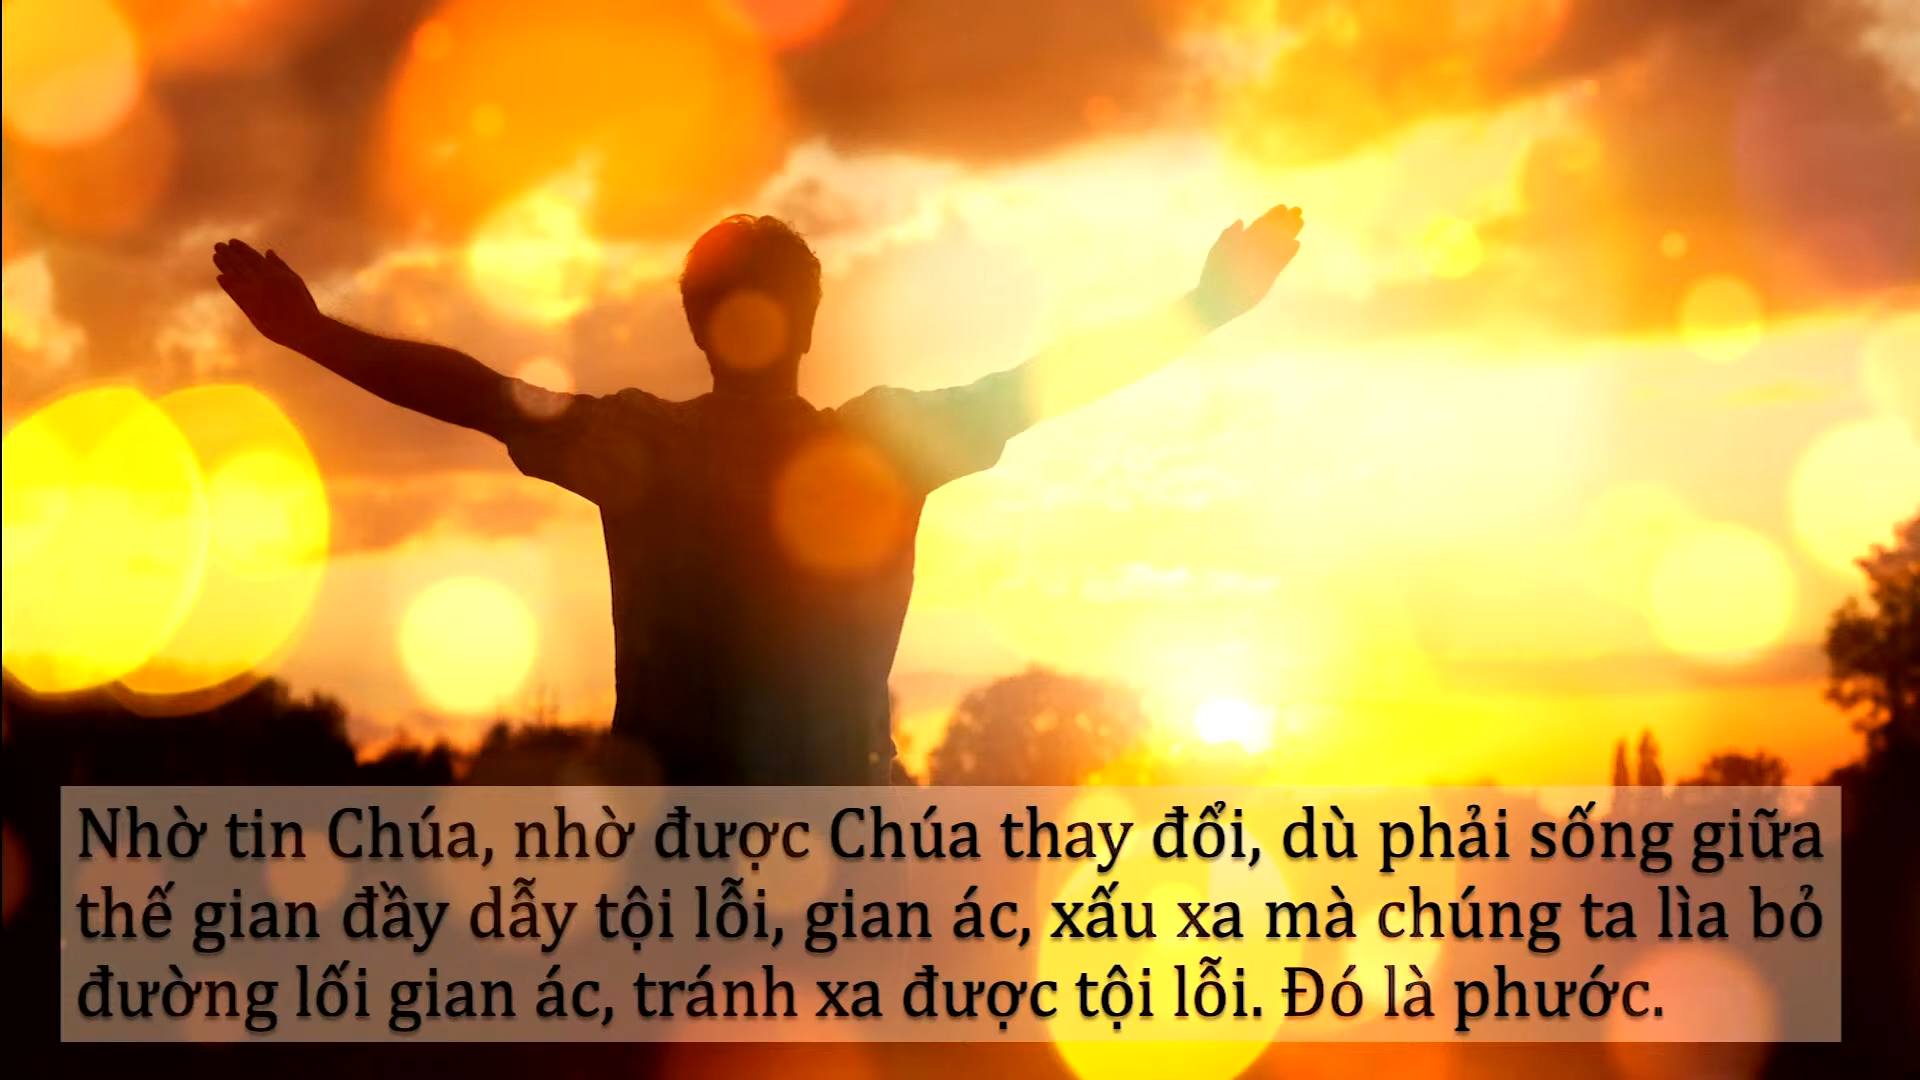 Nhờ tin Chúa, nhờ được Chúa thay đổi, dù phải sống giữa
thế gian đầy dẫy tội lỗi, gian ác, xấu xa mà chúng ta lìa bỏ
đường lối gian ác, tránh xa được tội lỗi. Đó là phước.